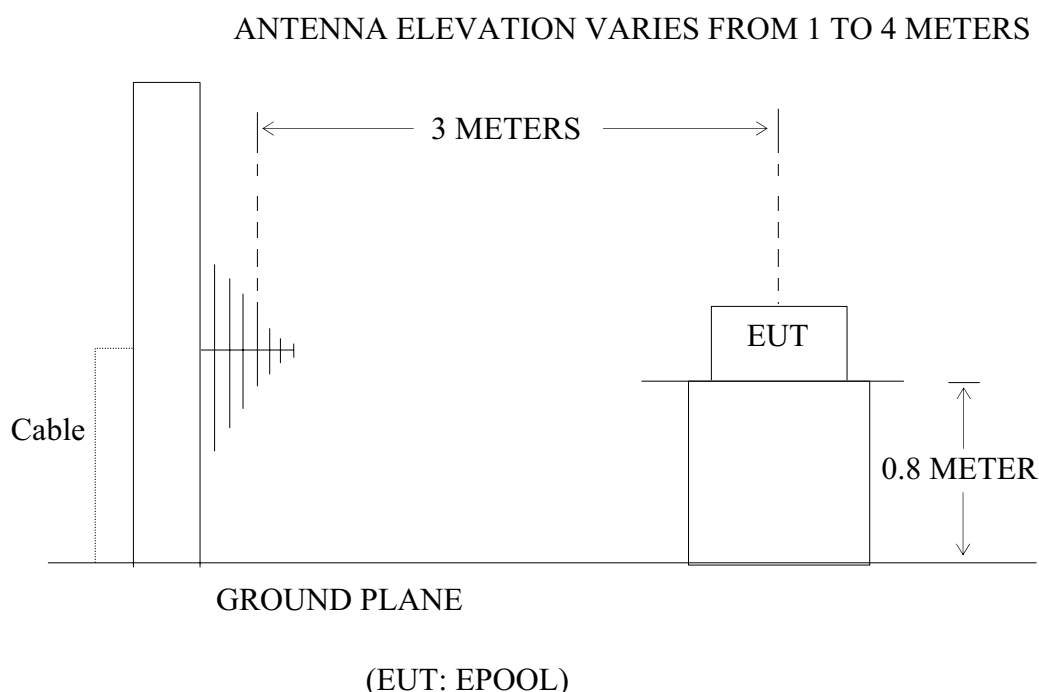 ANTENNA ELEVATION VARIES FROM 1 TO 4 METERS
3 METERS
EUT
Cable
0.8 METER
GROUND PLANE
(EUT: EPOOL)